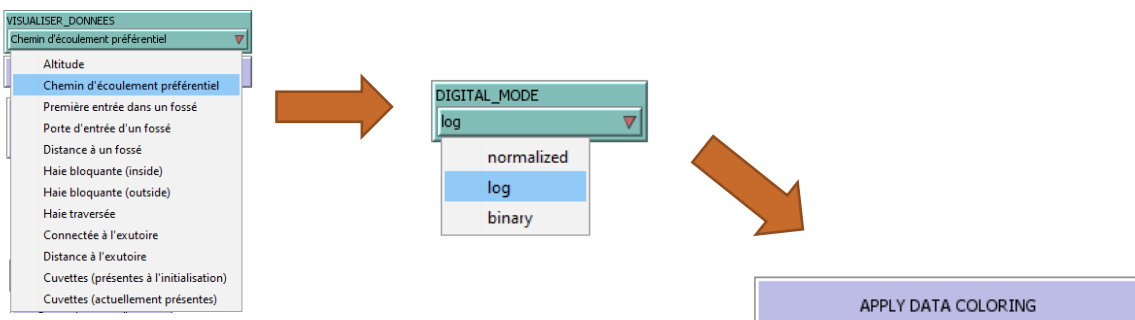 VISUALISER_DONNEES
Chemin d'écoulement préférentiel
Altitude
Chemin d'écoulement préférentiel
Première entrée dans un fossé
Porte d'entrée d'un fossé
Distance à un fossé
Haie bloquante (inside)
Haie bloquante (outside)
Haie traversée
Connectée à l'exutoire
Distance à l'exutoire
Cuvettes (présentes à l'initialisation)
Cuvettes (actuellement présentes)
DIGITAL_MODE
log
normalized
log
binary
APPLY DATA COLORING